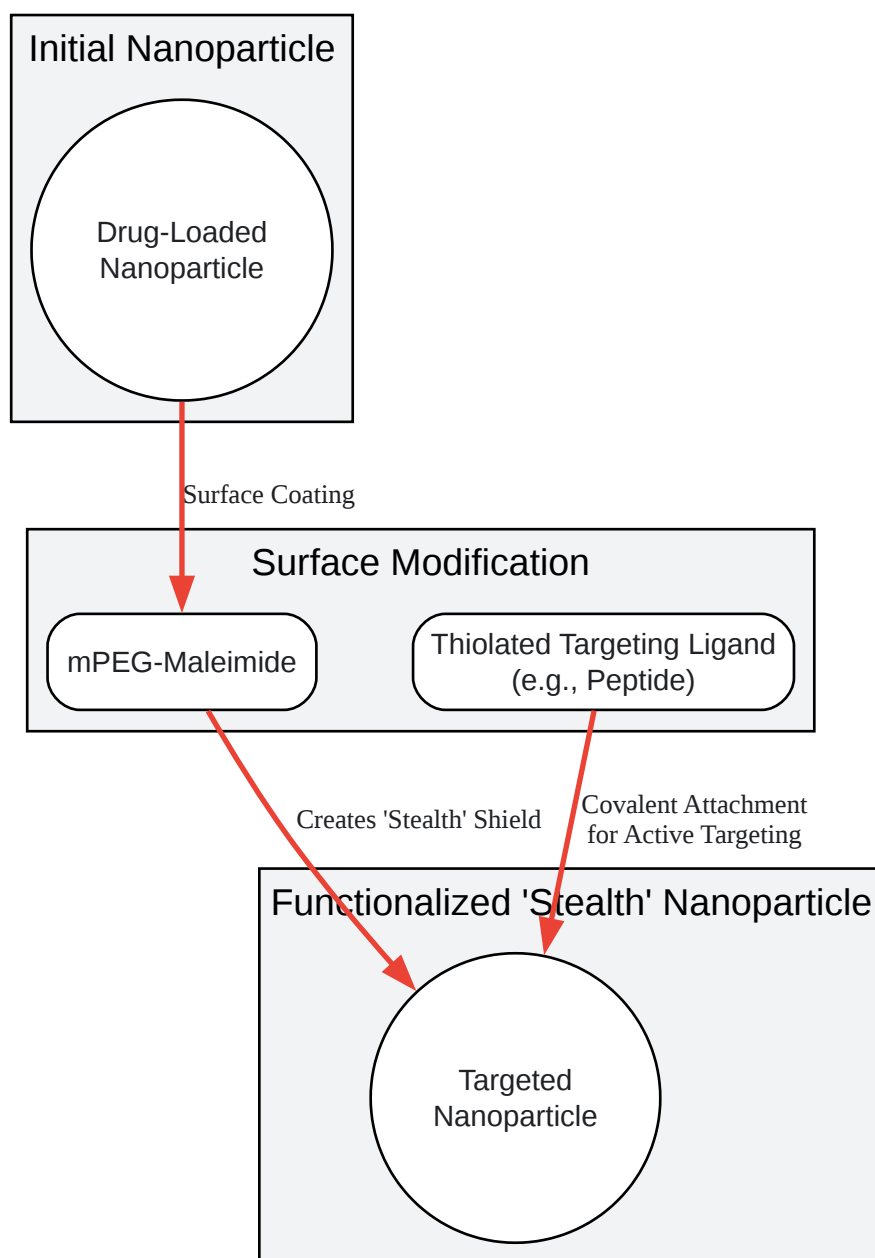 Initial Nanoparticle
Drug-Loaded
Nanoparticle
Surface Coating
Surface Modification
mPEG-Maleimide
Thiolated Targeting Ligand
(e.g., Peptide)
Creates 'Stealth' Shield
Covalent Attachment
for Active Targeting
Functionalized 'Stealth' Nanoparticle
Targeted
Nanoparticle